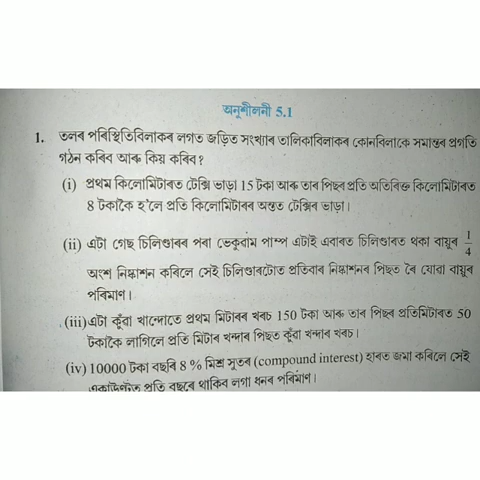 অনুশীলনী 5.1
1. তলৰ পৰিস্থিতিবিলাকৰ লগত জড়িত সংখ্যাৰ তালিকাবিলাকৰ কোনবিলাকে সমান্তৰ প্ৰগতি
গঠন কৰিব আৰু কিয় কৰিব?
(i) প্ৰথম কিলোমিটাৰত টেক্সি ভাড়া 15 টকা আৰু তাৰ পিছৰ প্ৰতি অতিৰিক্ত কিলোমিটাৰত
8 টকাকৈ হ'লে প্ৰতি কিলোমিটাৰৰ অন্তত টেক্সিৰ ভাড়া।
(ii) এটা গেছ চিলিণ্ডাৰৰ পৰা ভেকুৱাম পাম্প এটাই এবাৰত চিলিণ্ডাৰত থকা বায়ুৰ 1/4
অংশ নিষ্কাশন কৰিলে সেই চিলিণ্ডাৰটোত প্ৰতিবাৰ নিষ্কাশনৰ পিছত ৰৈ যোৱা বায়ুৰ
পৰিমাণ।
(iii) এটা কুঁৱা খান্দোতে প্ৰথম মিটাৰৰ খৰচ 150 টকা আৰু তাৰ পিছৰ প্ৰতিমিটাৰত 50
টকাকৈ লাগিলে প্ৰতি মিটাৰ খন্দাৰ পিছত কুঁৱা খন্দাৰ খৰচ।
(iv) 10000 টকা বছৰি 8 % মিশ্ৰ সূতৰ (compound interest) হাৰত জমা কৰিলে সেই
একাউণ্টত প্ৰতি বছৰে থাকিব লগা ধনৰ পৰিমাণ।